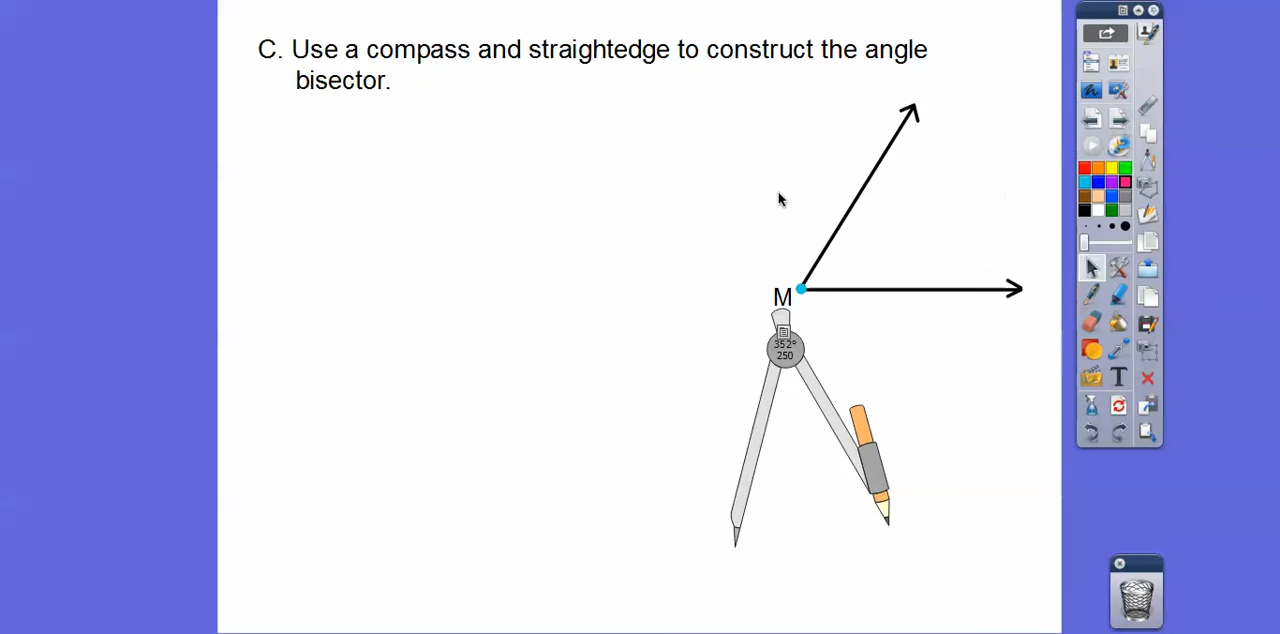 C. Use a compass and straightedge to construct the angle
bisector.
M
352°
250
T